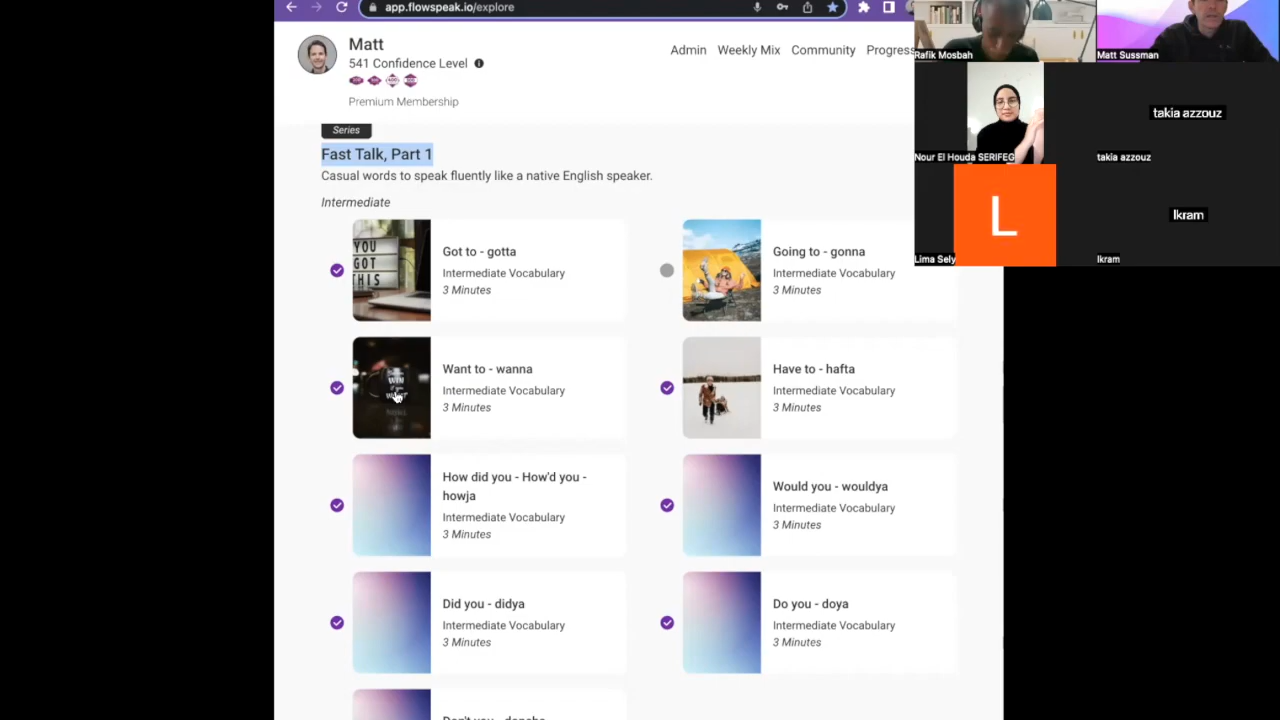 app.flowspeak.io/explore
Matt
541 Confidence Level
Premium Membership
Admin Weekly Mix Community Progress
Series
Fast Talk, Part 1
Casual words to speak fluently like a native English speaker.
Intermediate
YOU
GOT
THIS
Got to - gotta
Intermediate Vocabulary
3 Minutes
Going to - gonna
Intermediate Vocabulary
3 Minutes
Want to - wanna
Intermediate Vocabulary
3 Minutes
Have to - hafta
Intermediate Vocabulary
3 Minutes
How did you - How'd you -
howja
Intermediate Vocabulary
3 Minutes
Would you - wouldya
Intermediate Vocabulary
3 Minutes
Did you - didya
Intermediate Vocabulary
3 Minutes
Do you - doya
Intermediate Vocabulary
3 Minutes
Rafik Mosbah
Matt Sussman
Nour El Houda SERIFEG
takia azzouz
takia azzouz
L
Lima Sely
Ikram
Ikram